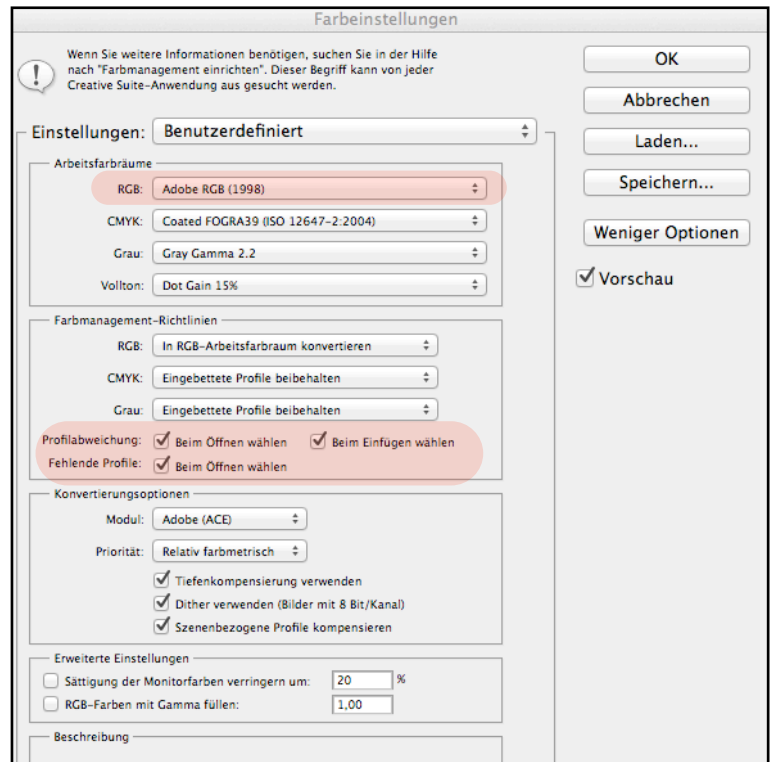 Farbeinstellungen
Wenn Sie weitere Informationen benötigen, suchen Sie in der Hilfe
nach "Farbmanagement einrichten". Dieser Begriff kann von jeder
Creative Suite-Anwendung aus gesucht werden.
OK
Abbrechen
Laden...
Speichern...
Weniger Optionen
Vorschau
Einstellungen: Benutzerdefiniert
Arbeitsfarbräume
RGB: Adobe RGB (1998)
CMYK: Coated FOGRA39 (ISO 12647-2:2004)
Grau: Gray Gamma 2.2
Vollton: Dot Gain 15%
Farbmanagement-Richtlinien
RGB: In RGB-Arbeitsfarbraum konvertieren
CMYK: Eingebettete Profile beibehalten
Grau: Eingebettete Profile beibehalten
Profilabweichung: Beim Öffnen wählen Beim Einfügen wählen
Fehlende Profile: Beim Öffnen wählen
Konvertierungsoptionen
Modul: Adobe (ACE)
Priorität: Relativ farbmetrisch
Tiefenkompensierung verwenden
Dither verwenden (Bilder mit 8 Bit/Kanal)
Szenenbezogene Profile kompensieren
Erweiterte Einstellungen
Sättigung der Monitorfarben verringern um: 20 %
RGB-Farben mit Gamma füllen: 1,00
Beschreibung